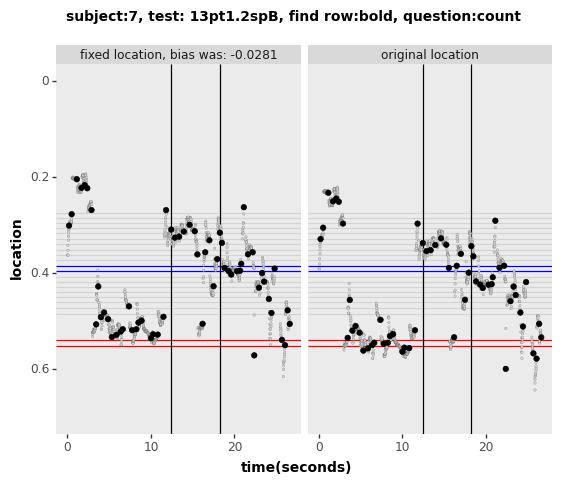 subject:7, test: 13pt1.2spB, find row:bold, question:count
fixed location, bias was: -0.0281
original location
0
0.2
0.4
0.6
location
0
10
20
0
10
20
time(seconds)